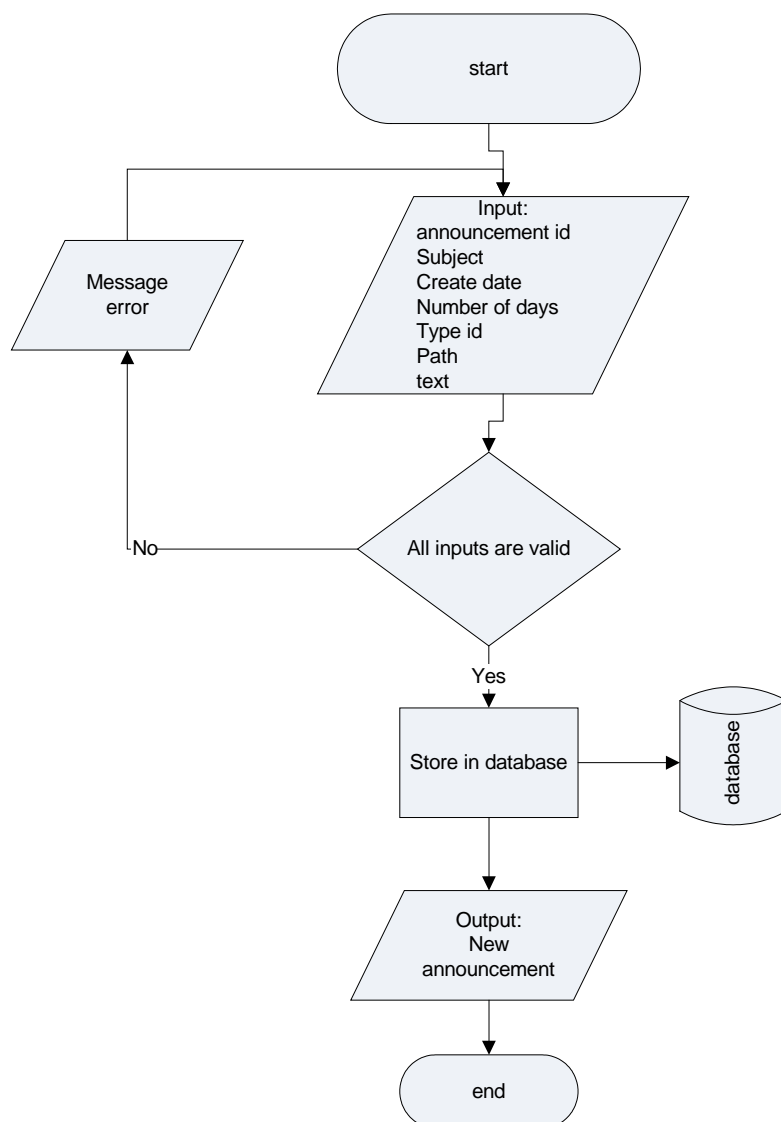 start
Input:
announcement id
Subject
Create date
Number of days
Type id
Path
text
Message
error
All inputs are valid
No
Yes
Store in database
database
Output:
New
announcement
end